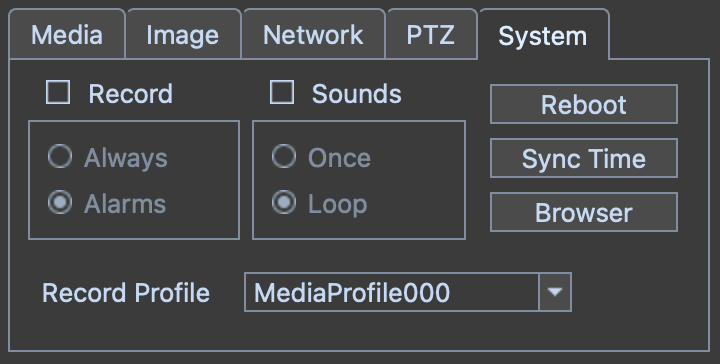 Media Image Network PTZ System
Record Sounds Reboot
Always Once Sync Time
Alarms Loop Browser
Record Profile MediaProfile000